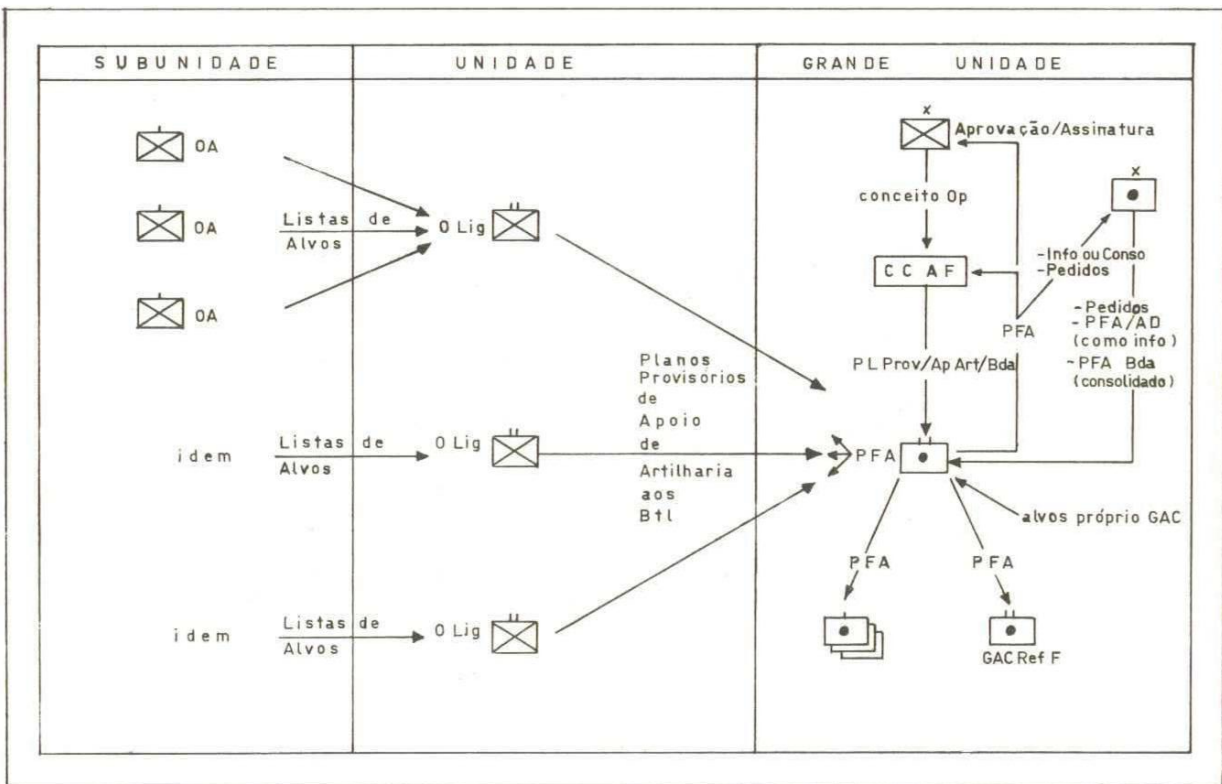 SUBUNIDADE
UNIDADE
GRANDE UNIDADE
OA
OA
OA
Listas de
Alvos
O Lig
idem
Listas de
Alvos
O Lig
idem
Listas de
Alvos
O Lig
Planos
Provisórios
de
Apoio
de
Artilharia
aos
Btl
x
Aprovação/Assinatura
conceito Op
CCAF
PL Prov/Ap Art/Bda
x
-Info ou Conso
-Pedidos
PFA
-Pedidos
-PFA/AD
(como info)
-PFA Bda
(consolidado)
PFA
alvos próprio GAC
PFA
PFA
GAC Ref F